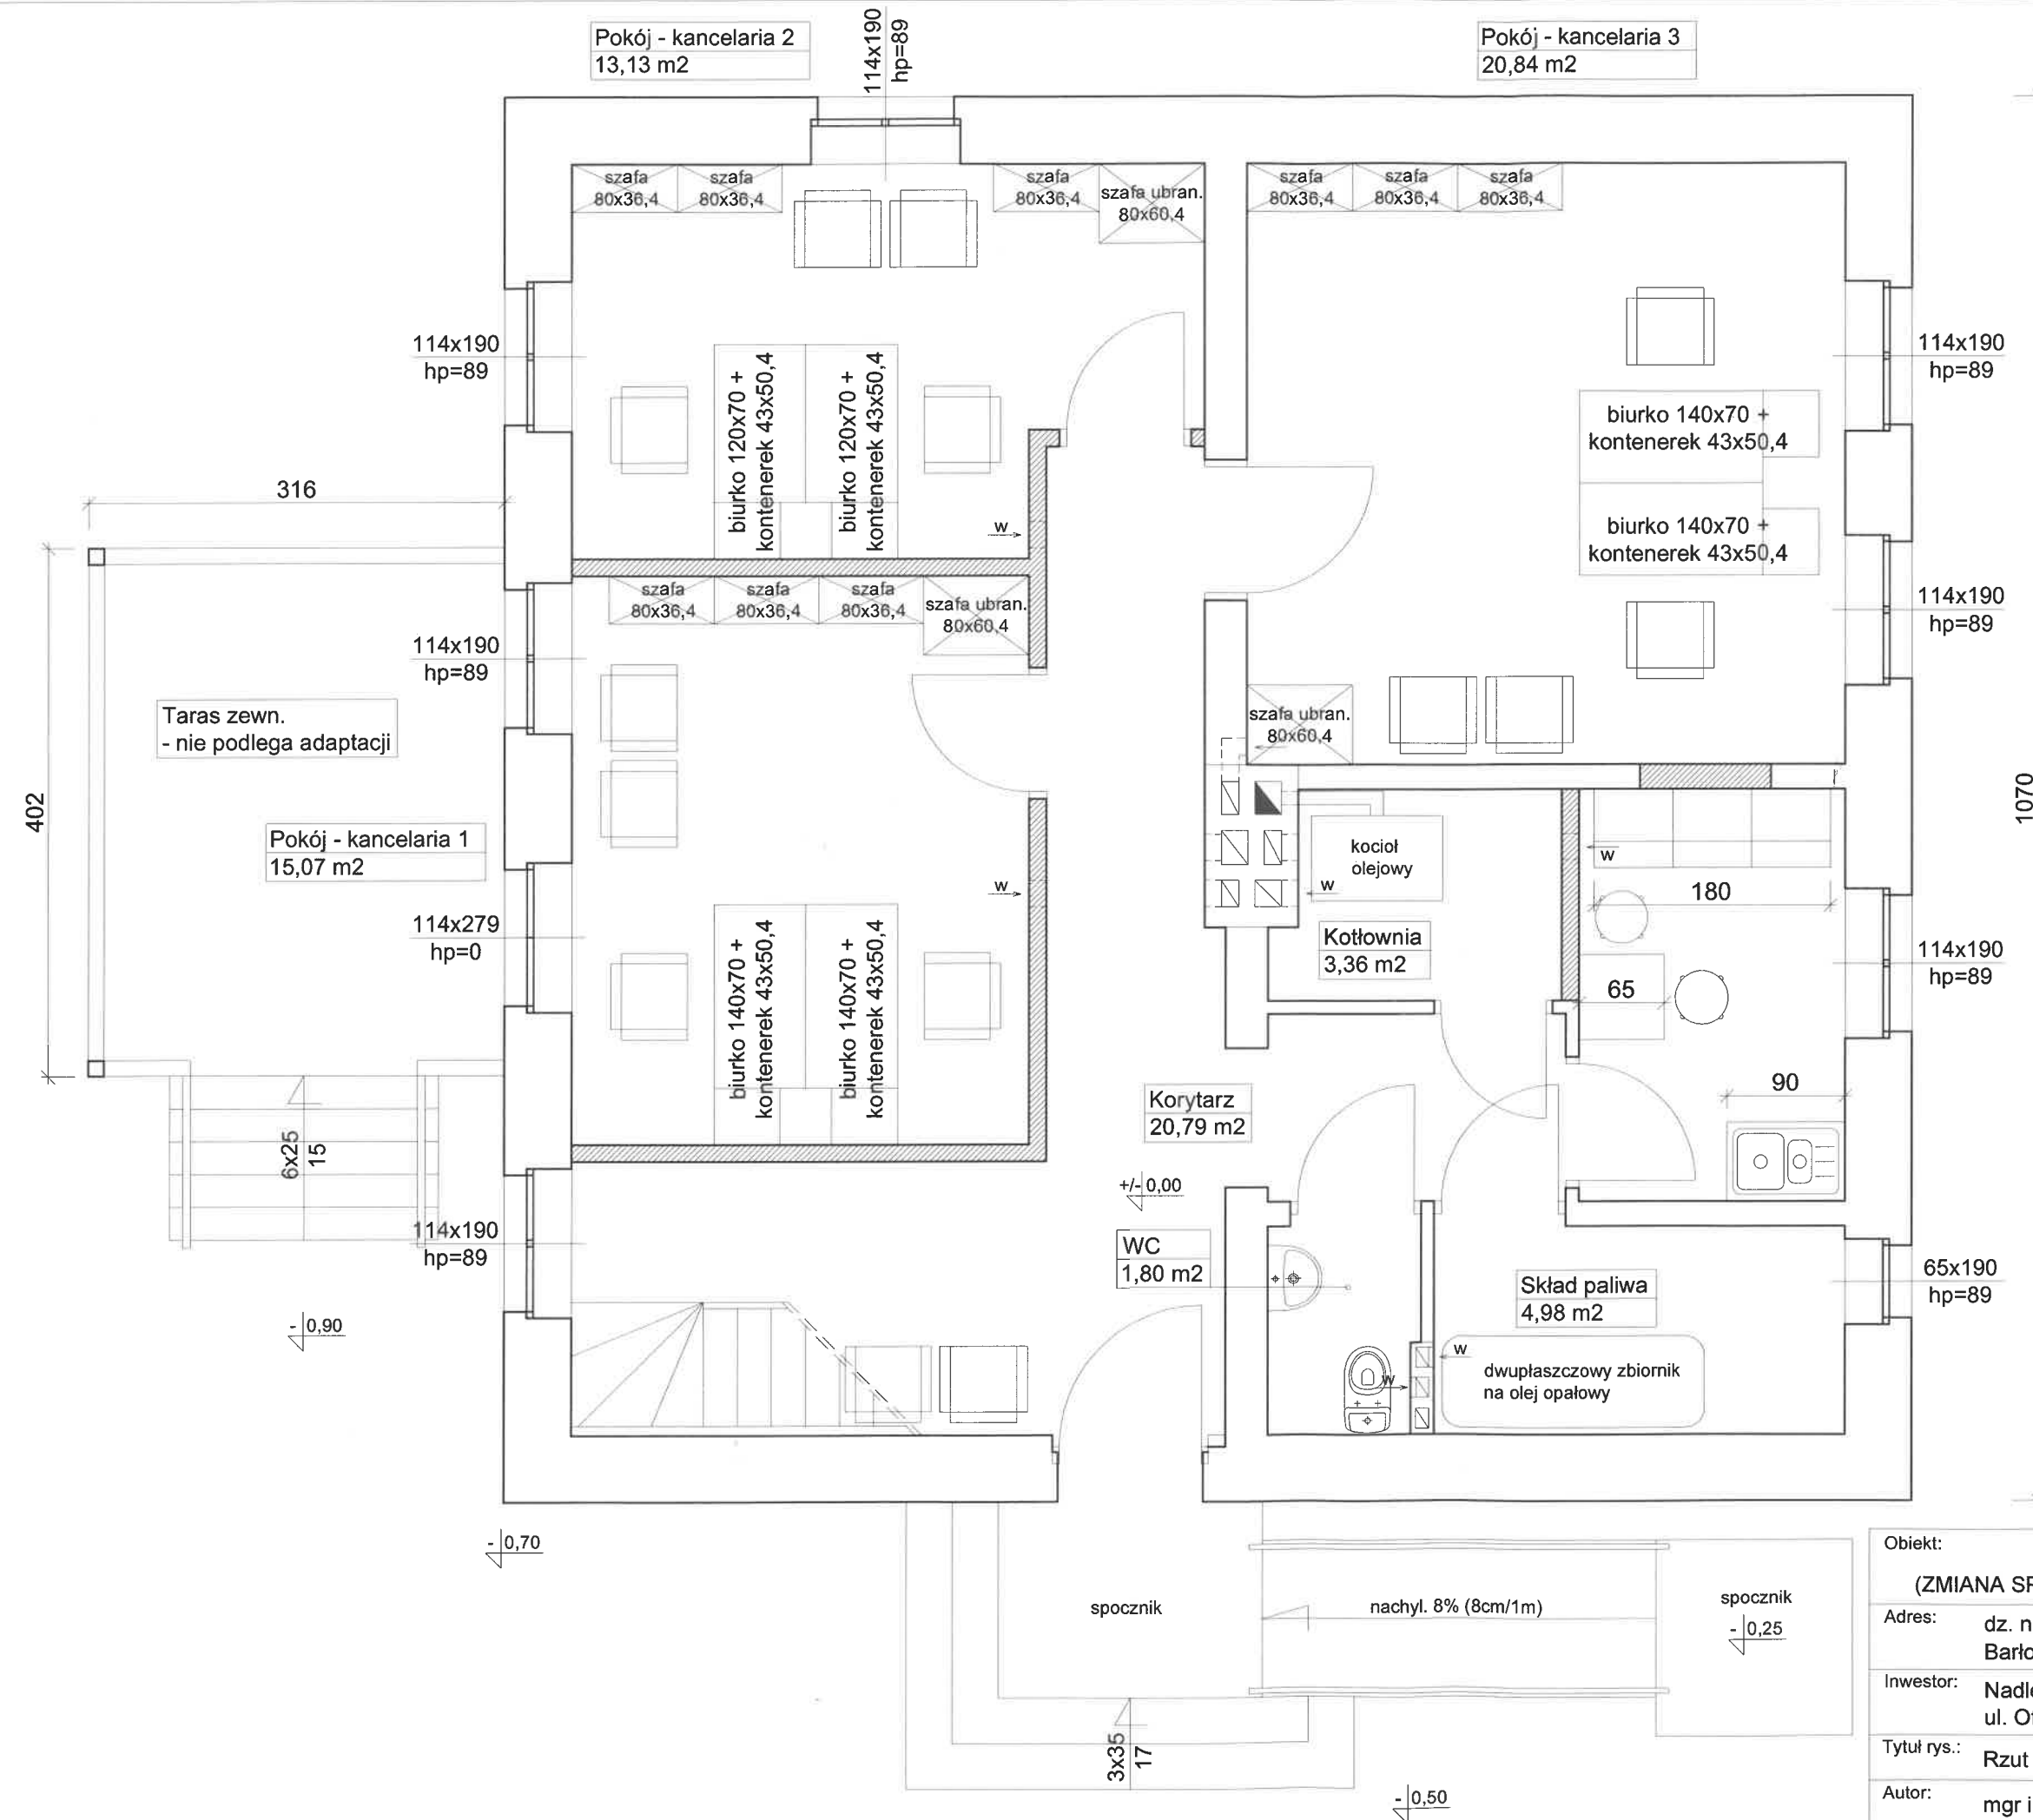 Pokój - kancelaria 2
13,13 m2
114x190
hp=89
Pokój - kancelaria 3
20,84 m2
szafa
80x36,4
szafa
80x36,4
szafa
80x36,4
szafa ubran.
80x60,4
szafa
80x36,4
szafa
80x36,4
szafa
80x36,4
114x190
hp=89
biurko 120x70 +
kontenerek 43x50,4
biurko 120x70 +
kontenerek 43x50,4
114x190
hp=89
biurko 140x70 +
kontenerek 43x50,4
biurko 140x70 +
kontenerek 43x50,4
316
w
szafa
80x36,4
szafa
80x36,4
szafa
80x36,4
szafa ubran.
80x60,4
114x190
hp=89
114x190
hp=89
Taras zewn.
- nie podlega adaptacji
szafa ubran.
80x60,4
402
1070
Pokój - kancelaria 1
15,07 m2
kocioł
olejowy
w
w
w
180
114x279
hp=0
biurko 140x70 +
kontenerek 43x50,4
biurko 140x70 +
kontenerek 43x50,4
Kotłownia
3,36 m2
65
114x190
hp=89
90
Korytarz
20,79 m2
6x25
15
+/- 0,00
114x190
hp=89
WC
1,80 m2
Skład paliwa
4,98 m2
65x190
hp=89
- 0,90
w
w
dwupłaszczowy zbiornik
na olej opałowy
- 0,70
spocznik
nachyl. 8% (8cm/1m)
spocznik
- 0,25
3x35
17
- 0,50
Obiekt:
(ZMIANA SP
Adres:
dz. n
Barło
Inwestor:
Nadle
ul. Of
Tytuł rys.:
Rzut
Autor:
mgr i